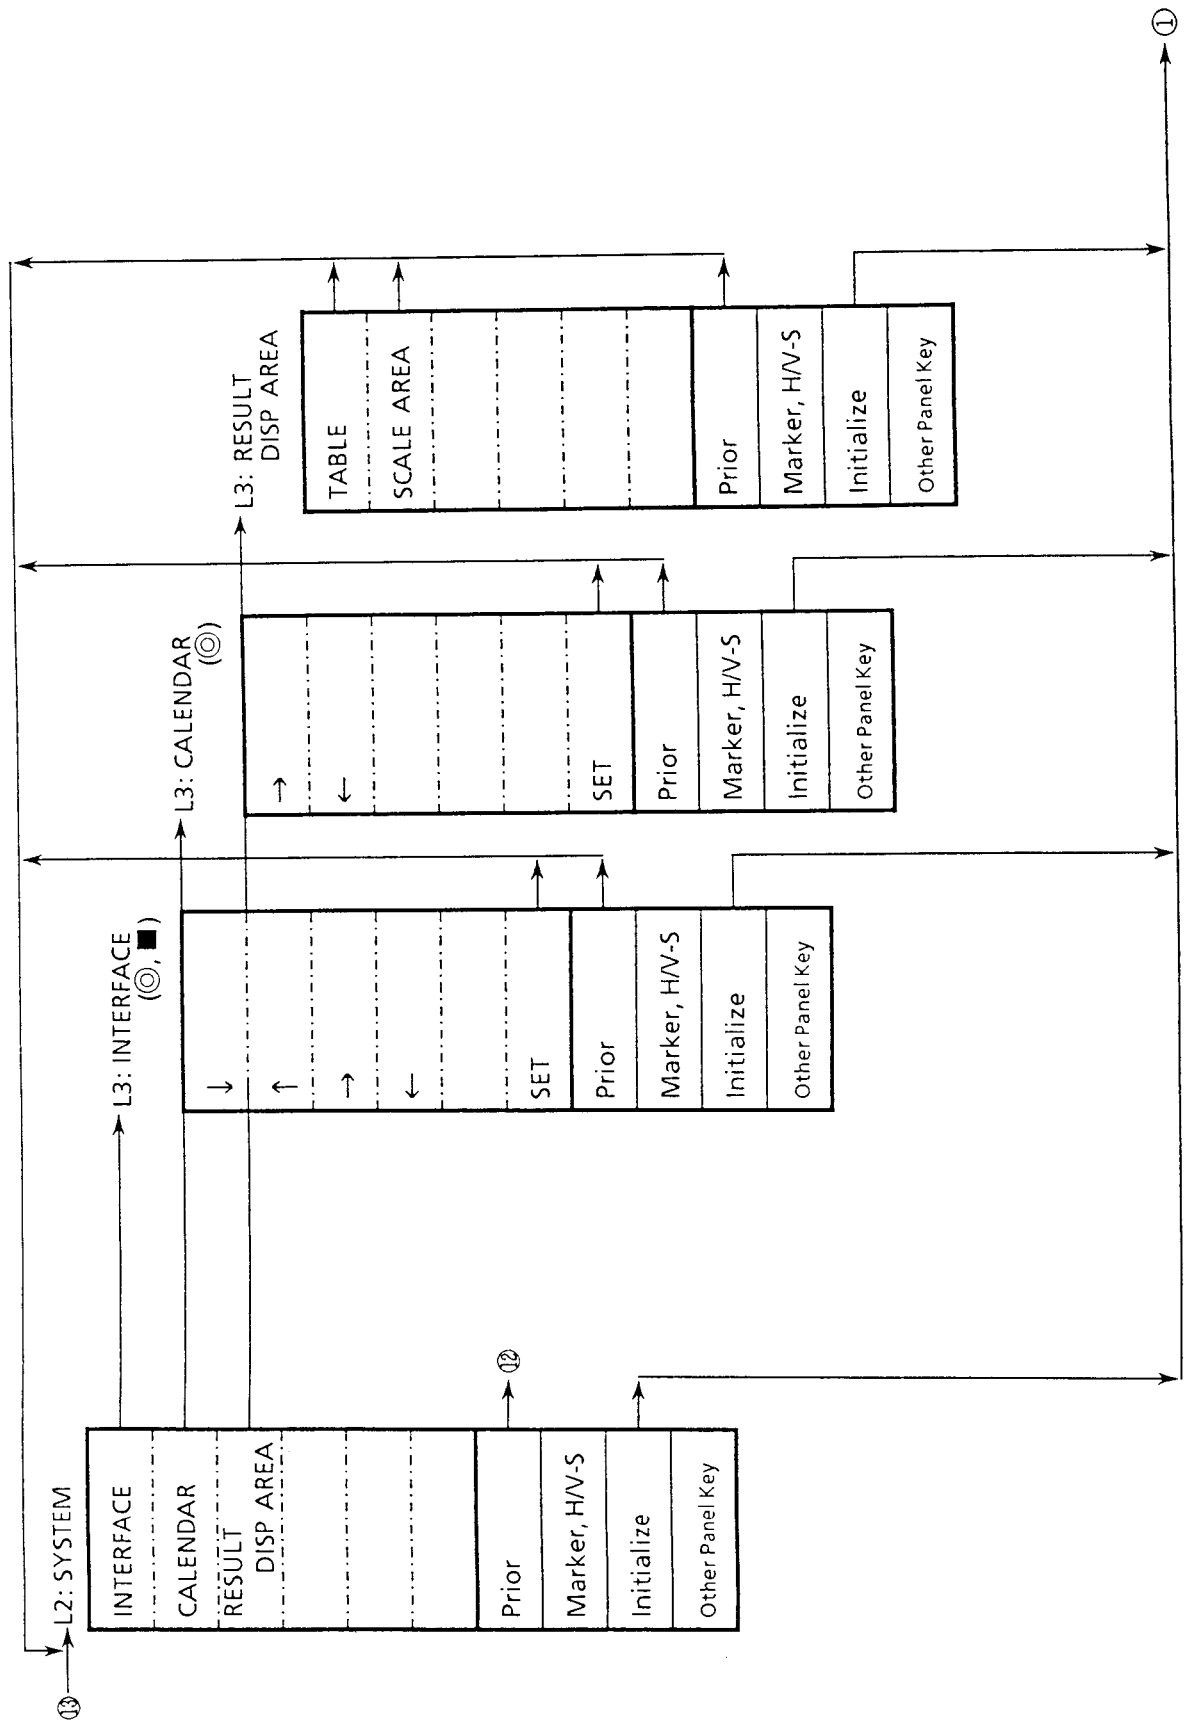 ⑬
L2: SYSTEM
INTERFACE
CALENDAR
RESULT
DISP AREA
Prior
Marker, H/V-S
Initialize
Other Panel Key
⑫
L3: INTERFACE
(◎, ■)
↓
↑
→
←
SET
Prior
Marker, H/V-S
Initialize
Other Panel Key
L3: CALENDAR
(◎)
→
←
SET
Prior
Marker, H/V-S
Initialize
Other Panel Key
L3: RESULT
DISP AREA
TABLE
SCALE AREA
Prior
Marker, H/V-S
Initialize
Other Panel Key
①